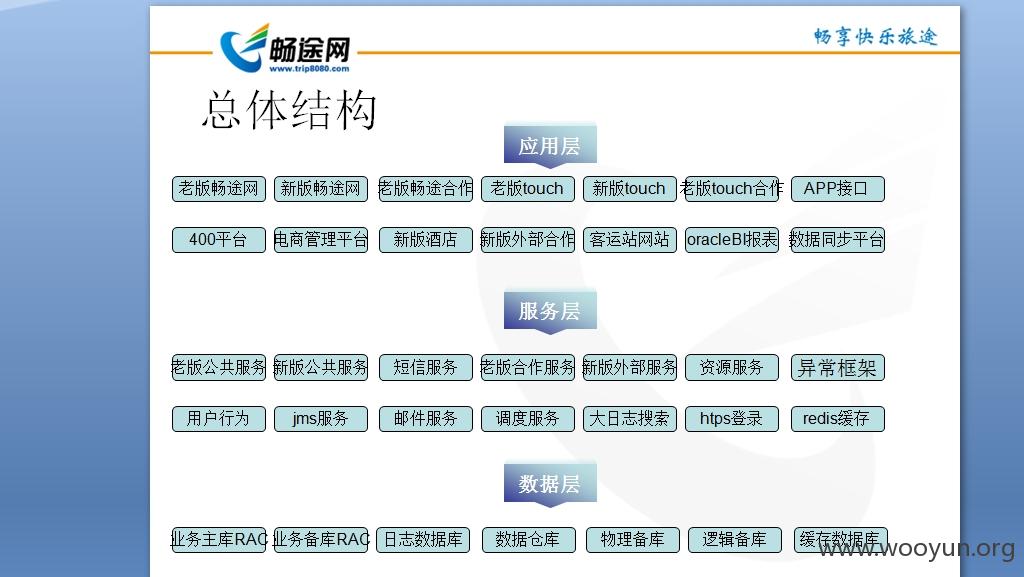 畅途网
www.trip8080.com
畅享快乐旅途
总体结构
应用层
老版畅途网 新版畅途网 老版畅途合作 老版touch 新版touch 老版touch合作 APP接口
400平台 电商管理平台 新版酒店 新版外部合作 客运站网站 oracleBI报表 数据同步平台
服务层
老版公共服务 新版公共服务 短信服务 老版合作服务 新版外部服务 资源服务 异常框架
用户行为 jms服务 邮件服务 调度服务 大日志搜索 htps登录 redis缓存
数据层
业务主库RAC 业务备库RAC 日志数据库 数据仓库 物理备库 逻辑备库 缓存数据库
www.wooyun.org